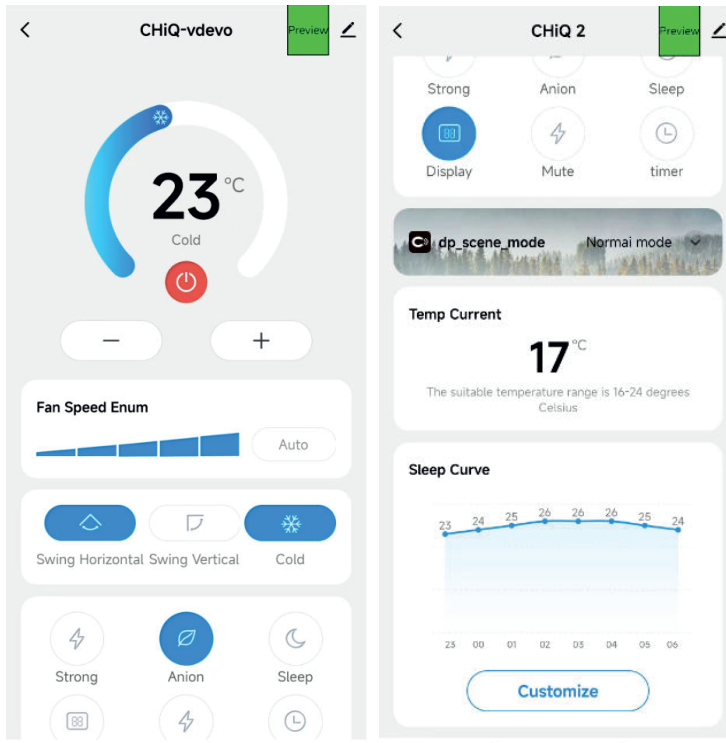 CHiQ-vdevo
Preview
23 °C
Cold
Fan Speed Enum
Auto
Swing Horizontal Swing Vertical Cold
Strong Anion Sleep
88
CHiQ 2
Preview
Strong Anion Sleep
88
Display Mute timer
dp_scene_mode Normai mode
Temp Current
17 °C
The suitable temperature range is 16-24 degrees
Celsius
Sleep Curve
23 24 25 26 26 26 25 24
23 00 01 02 03 04 05 06
Customize